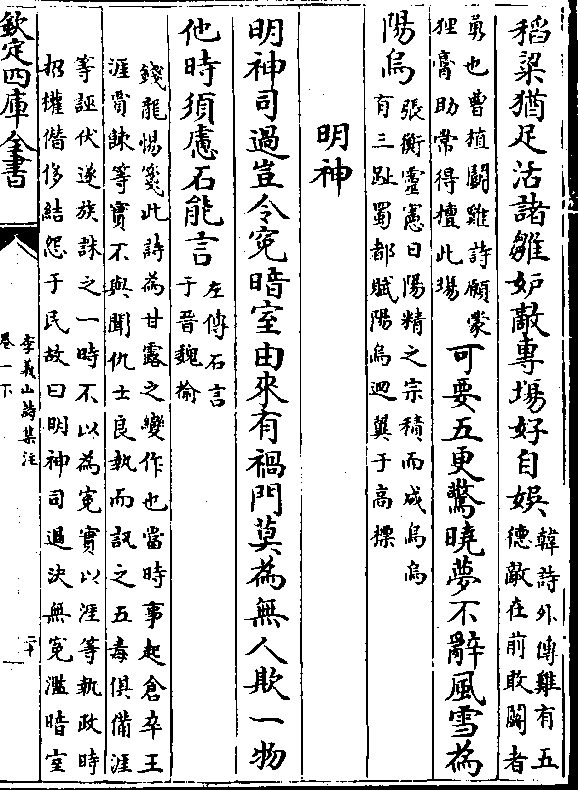 稻粱猶足活諸雛妒敵專塲好自娯韓詩外傳雞有五
德敵在前敢鬬者
勇也曹植鬬雞詩願䝉
狸膏助常得擅此塲可要五更驚曉夢不辭風雪為
陽烏張衡靈憲曰陽精之宗積而成烏烏
有三趾蜀都賦陽烏迴翼于高標
明神
明神司過豈令寃暗室由來有禍門莫為無人欺一物
他時須慮石能言左傳石言
于晉魏榆
錢龍惕箋此詩為甘露之變作也當時事起倉卒王
涯賈餗等實不與聞仇士良執而訊之五毒俱備涯
等誣伏遂族誅之一時不以為寃實以涯等執政時
招權僭侈結怨于民故曰明神司過決無寃濫暗室
欽定四庫全書
李義山詩集注
卷一下
二十